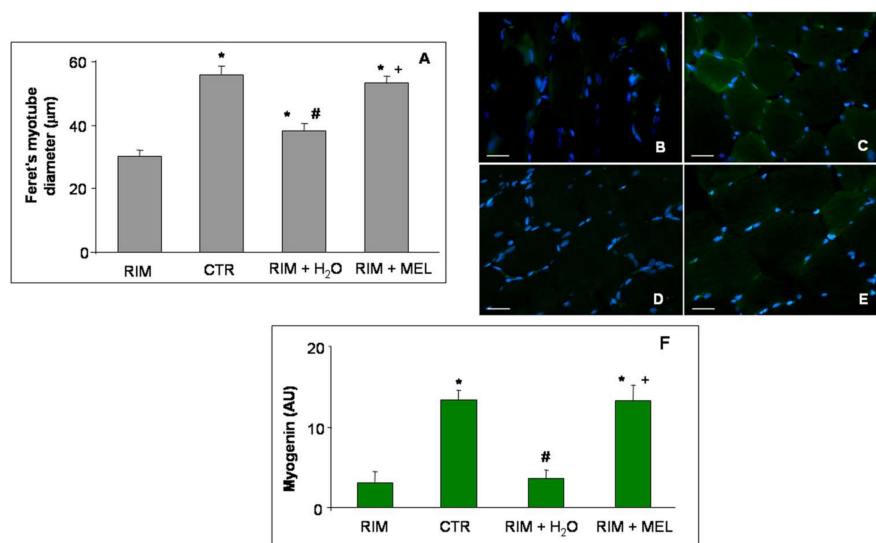 A
60
40
20
0
Feret's myotube
diameter (µm)
*
*
#
*
+
RIM
CTR
RIM + H₂O
RIM + MEL
B
C
D
E
F
20
10
0
Myogenin (AU)
*
#
*
+
RIM
CTR
RIM + H₂O
RIM + MEL